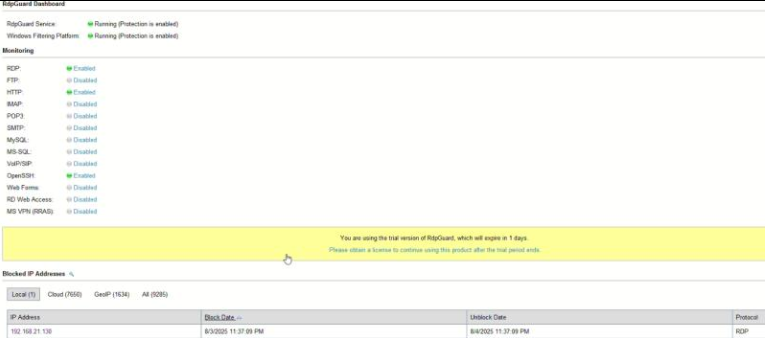 RdpGuard Dashboard
RdpGuard Service: Running (Protection is enabled)
Windows Filtering Platform: Running (Protection is enabled)
Monitoring
RDP: Enabled
FTP: Disabled
HTTP: Enabled
IMAP: Disabled
POP3: Disabled
SMTP: Disabled
MySQL: Disabled
MS-SQL: Disabled
VoIP/SIP: Disabled
OpenSSH: Enabled
Web Forms: Disabled
RD Web Access: Disabled
MS VPN (RRAS): Disabled
You are using the trial version of RdpGuard, which will expire in 1 days.
Please obtain a license to continue using this product after the trial period ends.
Blocked IP Addresses
Local (1) Cloud (7650) GeoIP (1634) All (9285)
IP Address Block Date Unblock Date Protocol
192.168.21.130 8/3/2025 11:37:09 PM 8/4/2025 11:37:09 PM RDP